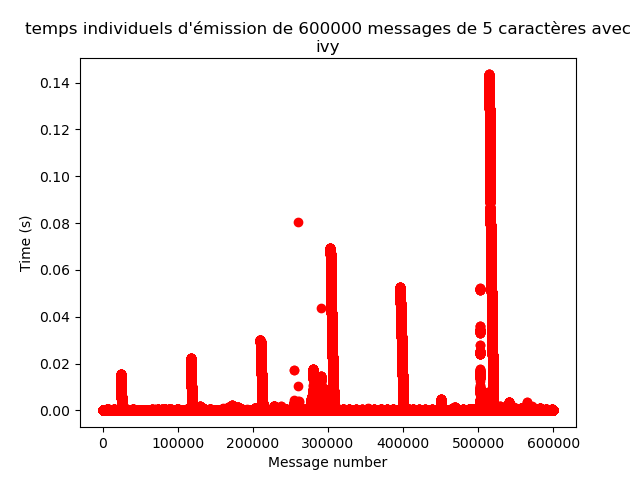 temps individuels d'émission de 600000 messages de 5 caractères avec
ivy
0.14
0.12
0.10
0.08
0.06
0.04
0.02
0.00
Time (s)
0 100000 200000 300000 400000 500000 600000
Message number